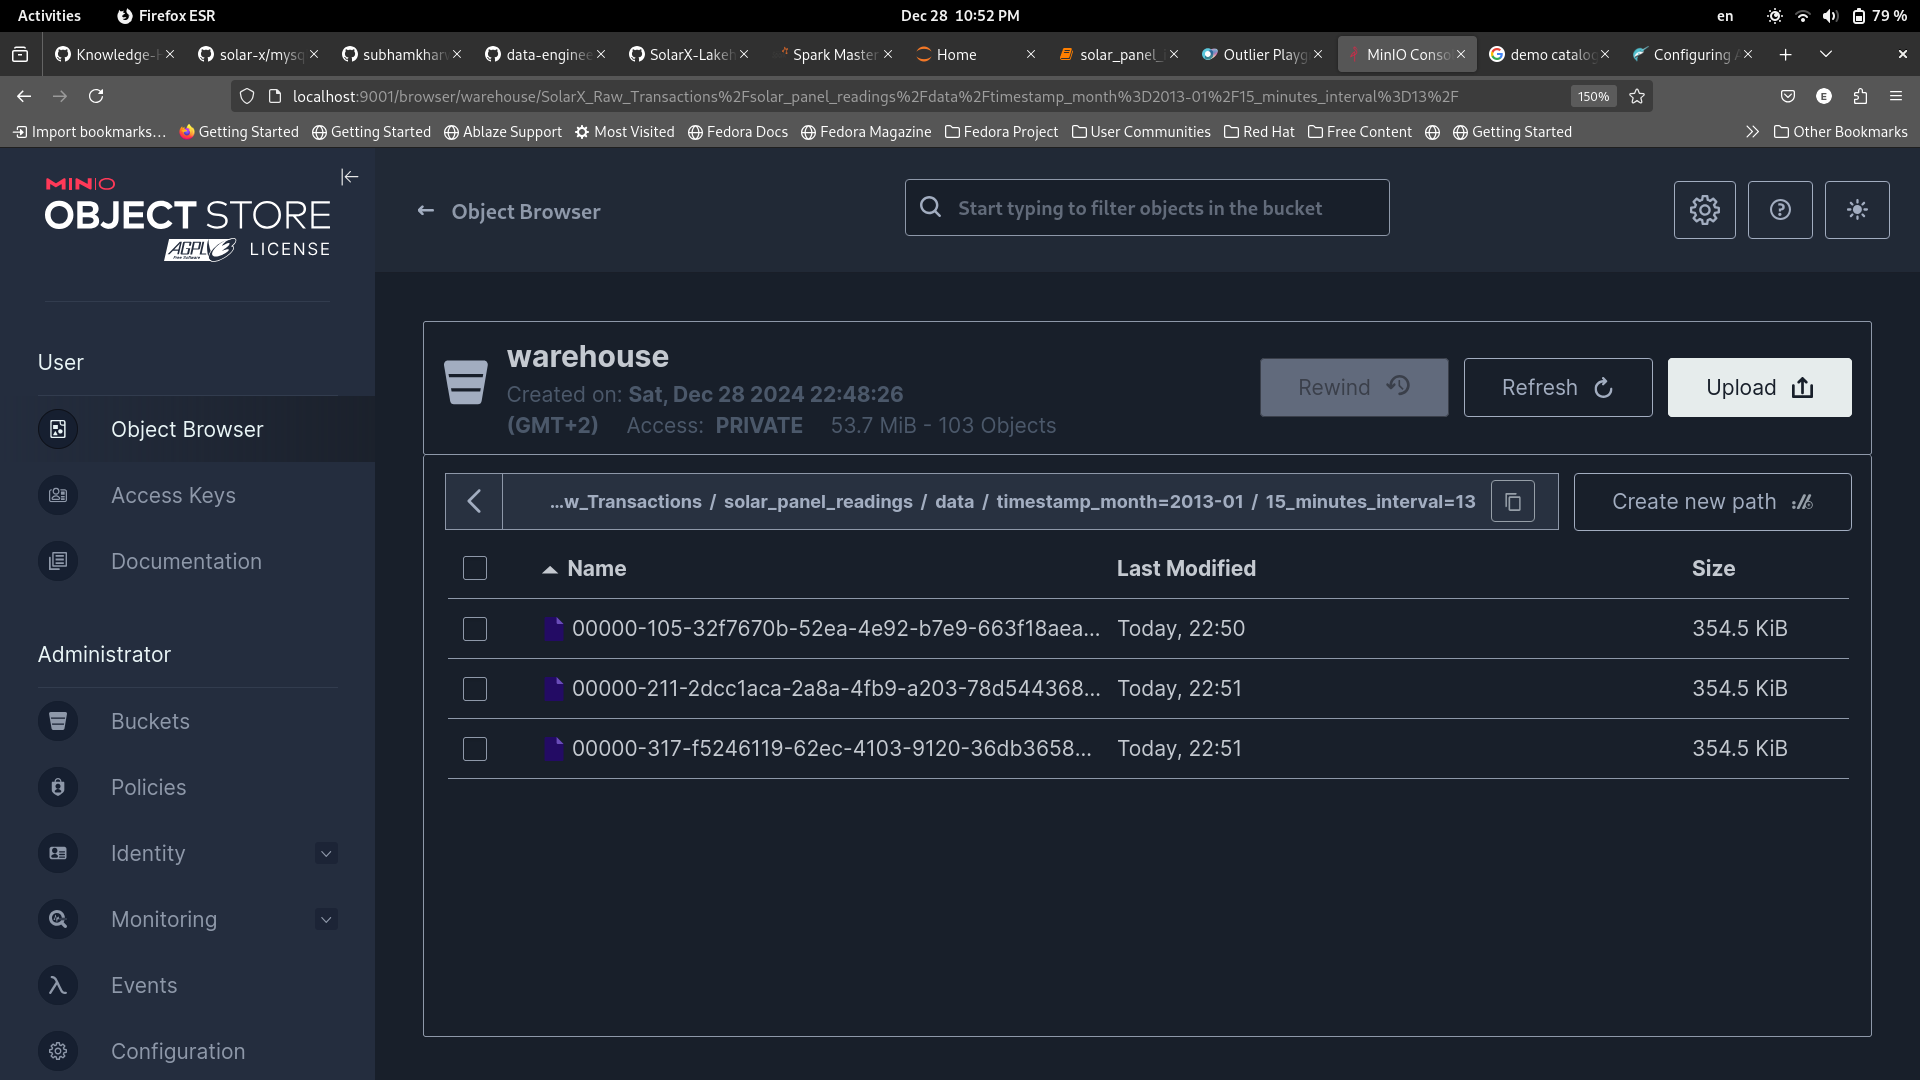 Activities
Firefox ESR
Dec 28 10:52 PM
en
79 %
Knowledge-
solar-x/mysq
subhamkhar
data-enginee
SolarX-Lakeh
Spark Master
Home
solar_panel_
Outlier Playg
MinIO Conso
demo catalog
Configuring
localhost:9001/browser/warehouse/SolarX_Raw_Transactions%2Fsolar_panel_readings%2Fdata%2Ftimestamp_month%3D2013-01%2F15_minutes_interval%3D13%2F
150%
E
Import bookmarks…
Getting Started
Getting Started
Ablaze Support
Most Visited
Fedora Docs
Fedora Magazine
Fedora Project
User Communities
Red Hat
Free Content
Getting Started
Other Bookmarks
MINIO
OBJECT STORE
AGPLv3 Free Software LICENSE
Object Browser
Start typing to filter objects in the bucket
User
Object Browser
Access Keys
Documentation
Administrator
Buckets
Policies
Identity
Monitoring
Events
Configuration
warehouse
Created on: Sat, Dec 28 2024 22:48:26
(GMT+2) Access: PRIVATE 53.7 MiB - 103 Objects
Rewind
Refresh
Upload
...w_Transactions / solar_panel_readings / data / timestamp_month=2013-01 / 15_minutes_interval=13
Create new path
Name Last Modified Size
00000-105-32f7670b-52ea-4e92-b7e9-663f18aea... Today, 22:50 354.5 KiB
00000-211-2dcc1aca-2a8a-4fb9-a203-78d544368... Today, 22:51 354.5 KiB
00000-317-f5246119-62ec-4103-9120-36db3658... Today, 22:51 354.5 KiB